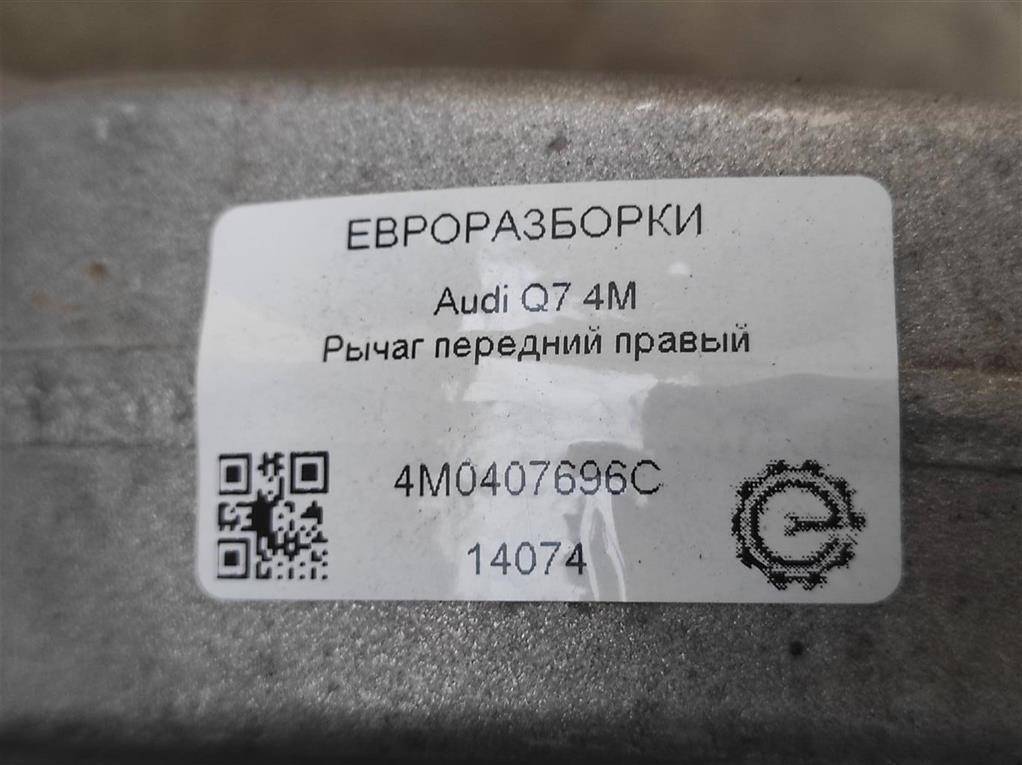 ЕВРОРАЗБОРКИ
Audi Q7 4M
Рычаг передний правый
4M0407696C
14074